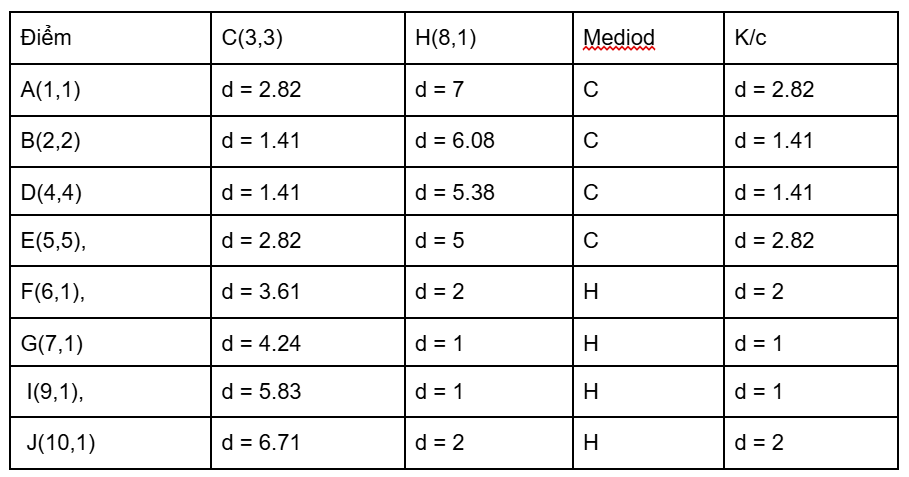 Điểm C(3,3) H(8,1) Mediod K/c
A(1,1) d = 2.82 d = 7 C d = 2.82
B(2,2) d = 1.41 d = 6.08 C d = 1.41
D(4,4) d = 1.41 d = 5.38 C d = 1.41
E(5,5), d = 2.82 d = 5 C d = 2.82
F(6,1), d = 3.61 d = 2 H d = 2
G(7,1) d = 4.24 d = 1 H d = 1
I(9,1), d = 5.83 d = 1 H d = 1
J(10,1) d = 6.71 d = 2 H d = 2